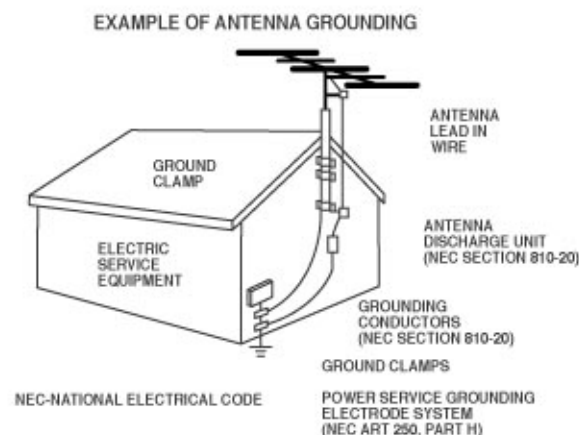 EXAMPLE OF ANTENNA GROUNDING
ANTENNA
LEAD IN
WIRE
GROUND
CLAMP
ANTENNA
DISCHARGE UNIT
(NEC SECTION 810-20)
ELECTRIC
SERVICE
EQUIPMENT
GROUNDING
CONDUCTORS
(NEC SECTION 810-20)
GROUND CLAMPS
NEC-NATIONAL ELECTRICAL CODE
POWER SERVICE GROUNDING
ELECTRODE SYSTEM
(NEC ART 250, PART H)